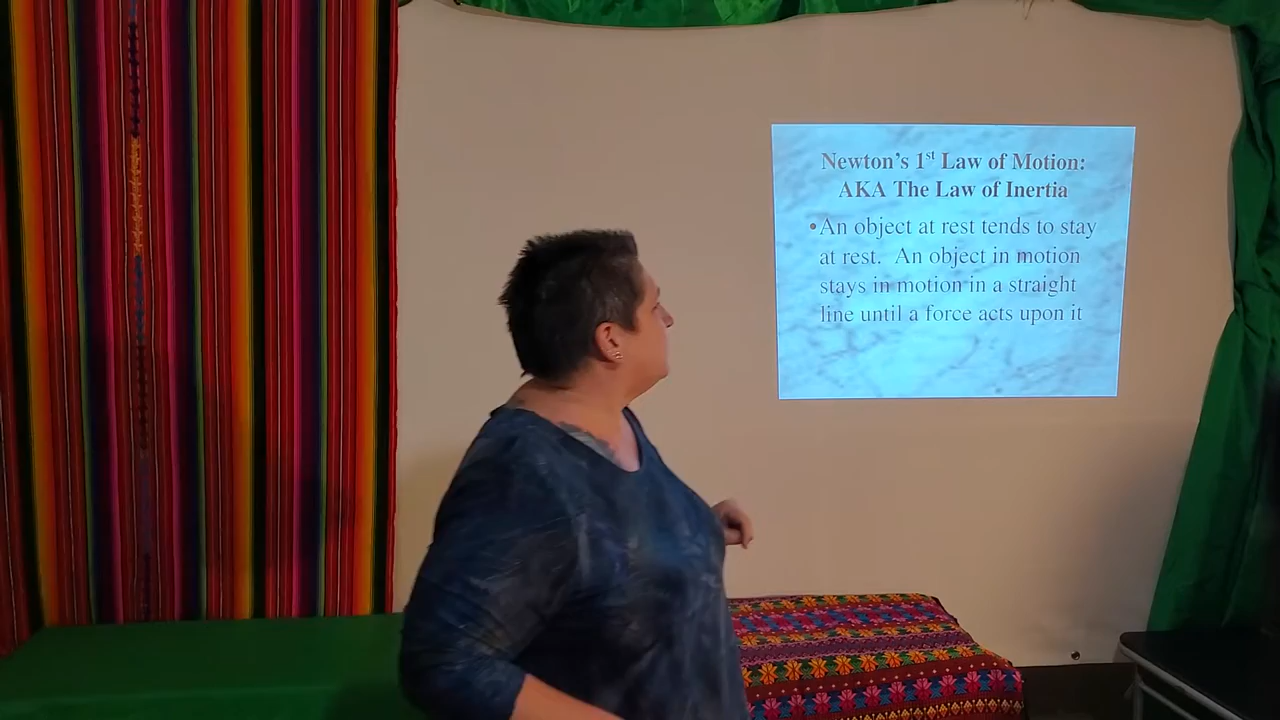 Newton's 1st Law of Motion:
AKA The Law of Inertia
•An object at rest tends to stay
at rest.  An object in motion
stays in motion in a straight
line until a force acts upon it